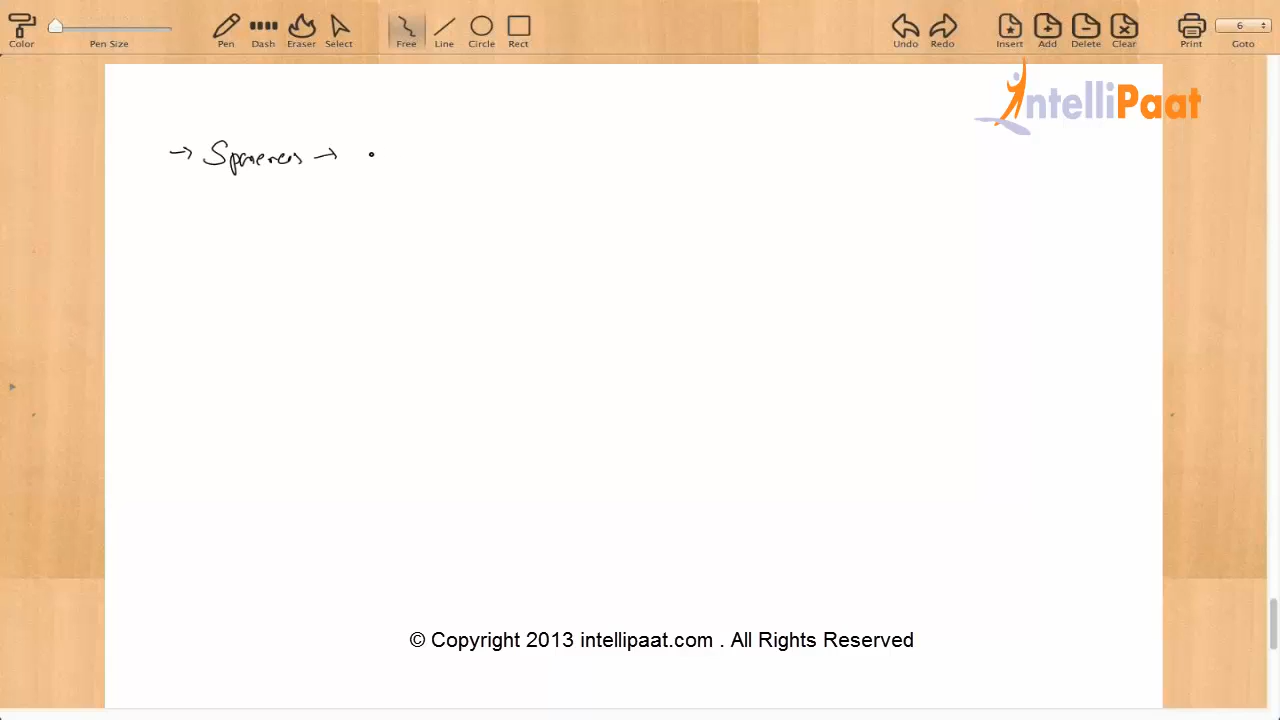 Color Pen Size Pen Dash Eraser Select Free Line Circle Rect Undo Redo Insert Add Delete Clear Print 6 Goto
IntelliPaat
→ →
© Copyright 2013 intellipaat.com . All Rights Reserved